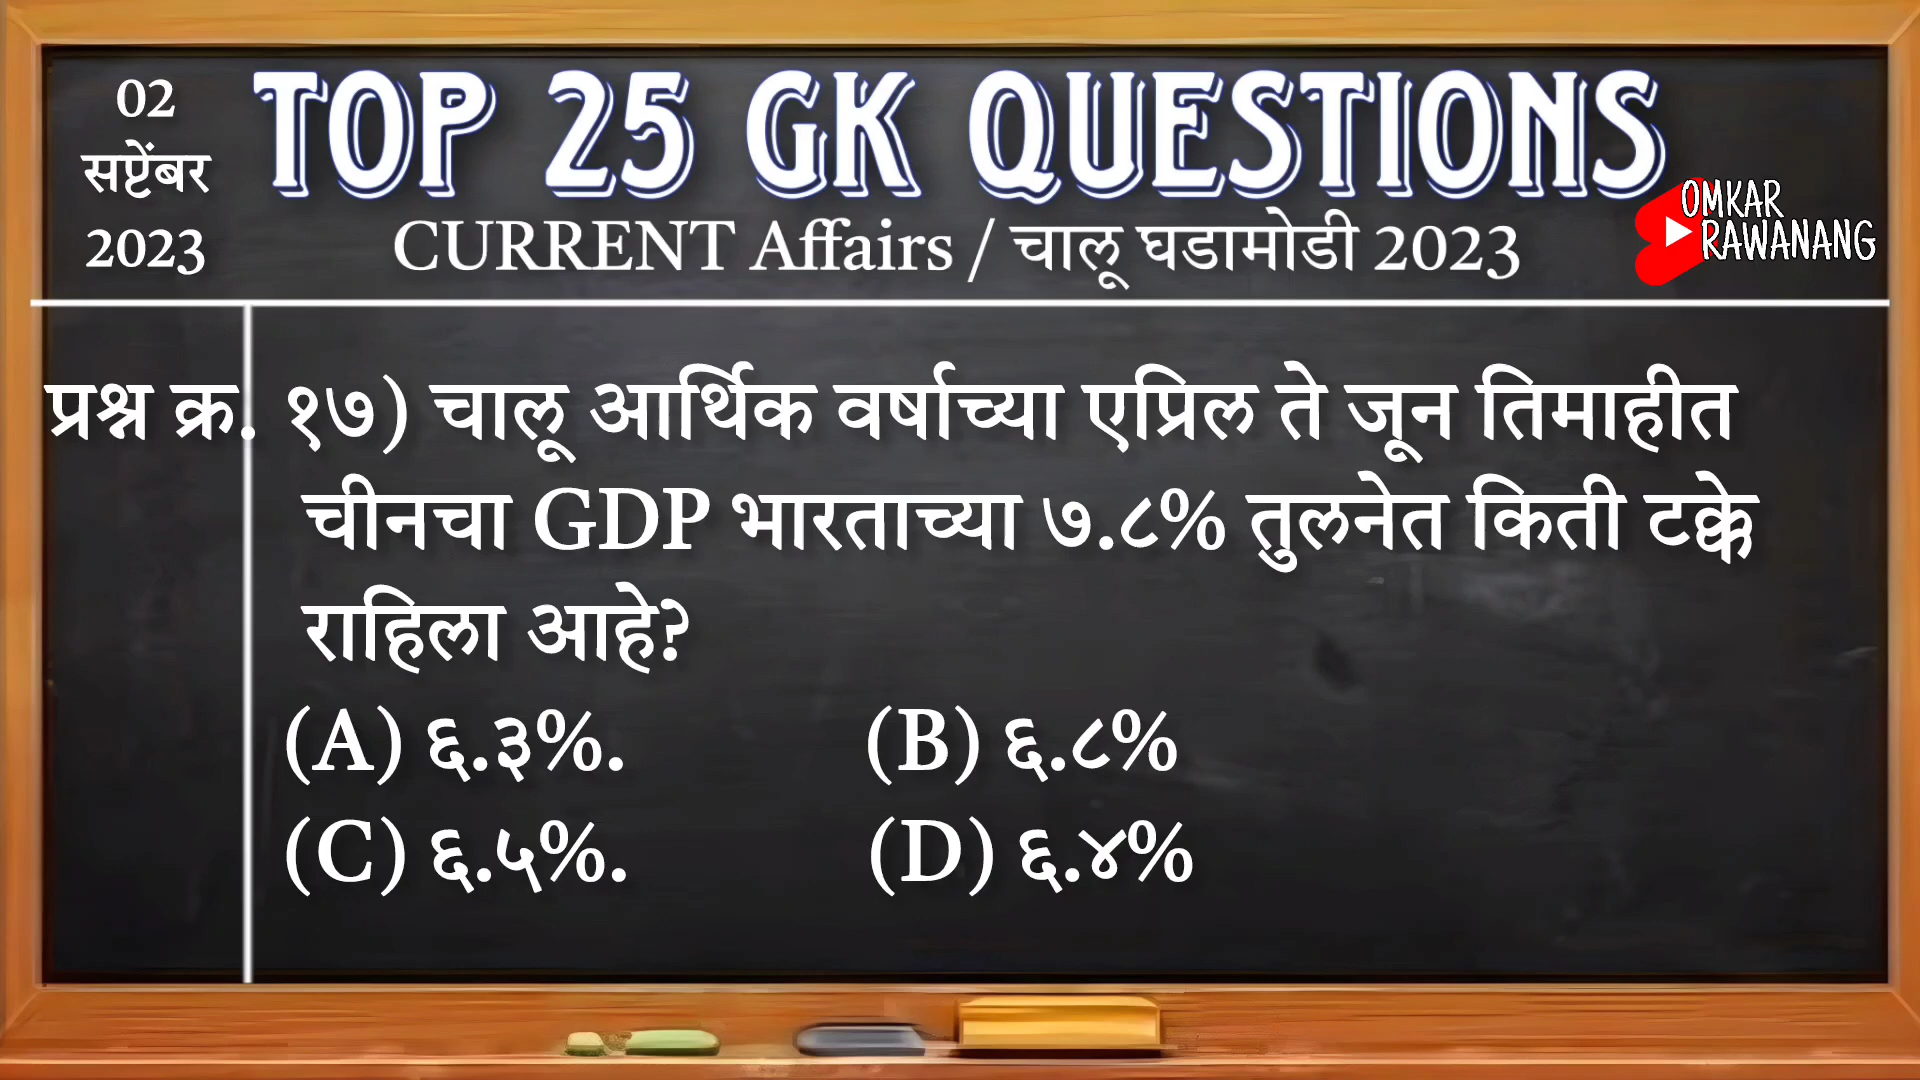 02
सप्टेंबर
2023
TOP 25 GK QUESTIONS
CURRENT Affairs / चालू घडामोडी 2023
OMKAR
RAWANANG
प्रश्न क्र. १७) चालू आर्थिक वर्षाच्या एप्रिल ते जून तिमाहीत
चीनचा GDP भारताच्या ७.८% तुलनेत किती टक्के
राहिला आहे?
(A) ६.३%. (B) ६.८%
(C) ६.५%. (D) ६.४%